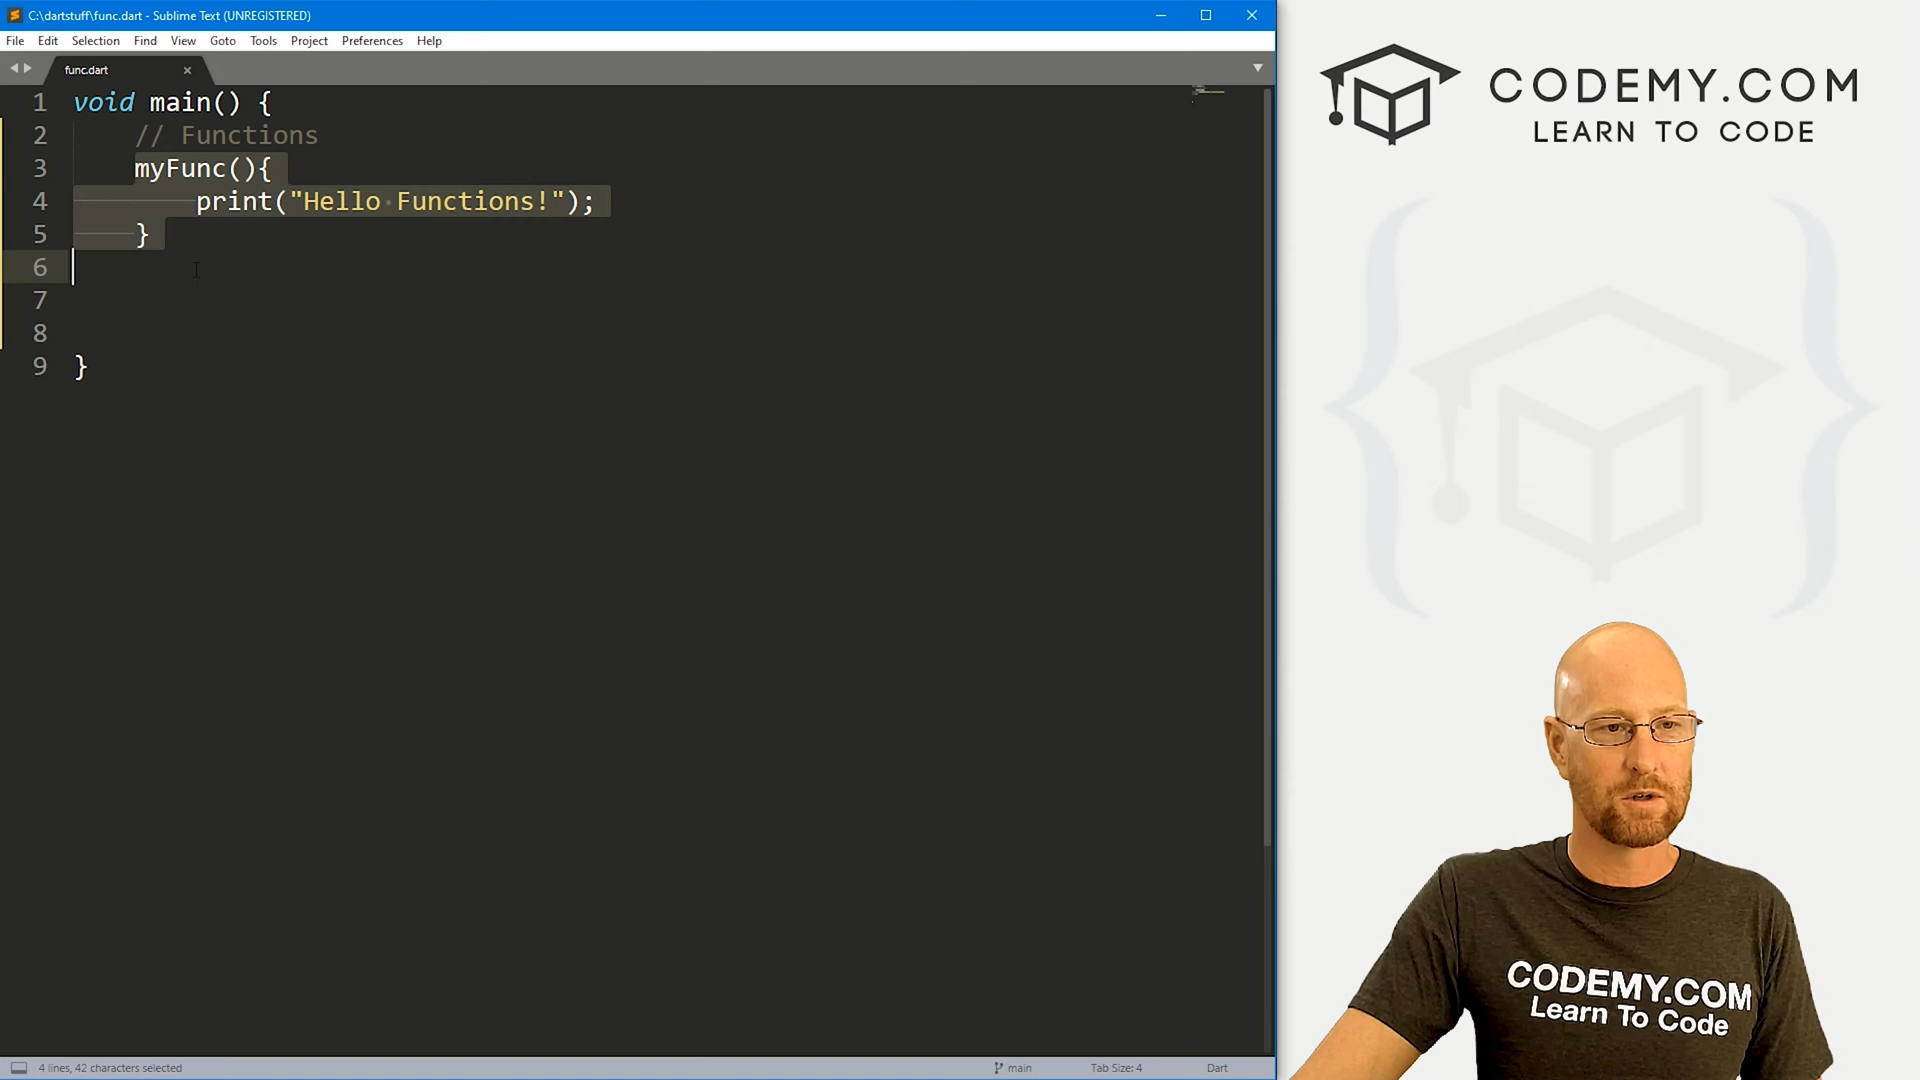 C:\dartstuff\func.dart - Sublime Text (UNREGISTERED)
File Edit Selection Find View Goto Tools Project Preferences Help
func.dart
1 void main() {
2 // Functions
3 myFunc(){
4 print("Hello Functions!");
5 }
6
7
8
9 }
4 lines, 42 characters selected
main
Tab Size: 4
Dart
CODEMY.COM
LEARN TO CODE
CODEMY.COM
Learn To Code